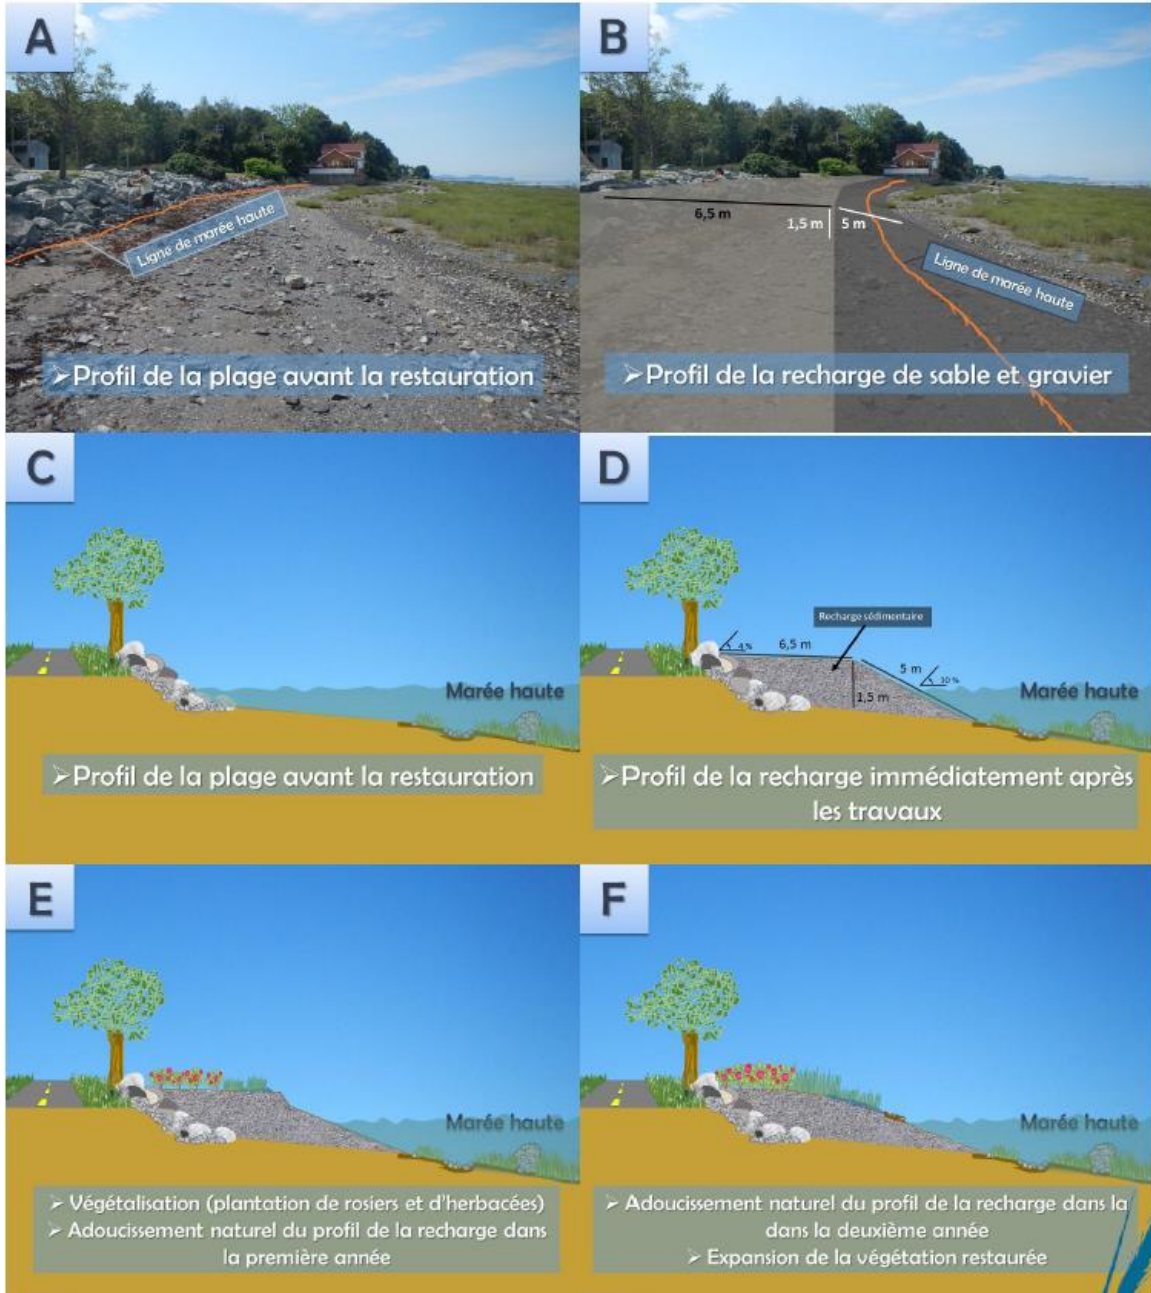 A
Ligne de marée haute
➢Profil de la plage avant la restauration
B
6,5 m
1,5 m
5 m
Ligne de marée haute
➢Profil de la recharge de sable et gravier
C
Marée haute
➢Profil de la plage avant la restauration
D
Recharge sédimentaire
4 %
6,5 m
5 m
30 %
1,5 m
Marée haute
➢Profil de la recharge immédiatement après
les travaux
E
Marée haute
➢ Végétalisation (plantation de rosiers et d'herbacées)
➢ Adoucissement naturel du profil de la recharge dans
la première année
F
Marée haute
➢ Adoucissement naturel du profil de la recharge dans la
dans la deuxième année
➢ Expansion de la végétation restaurée